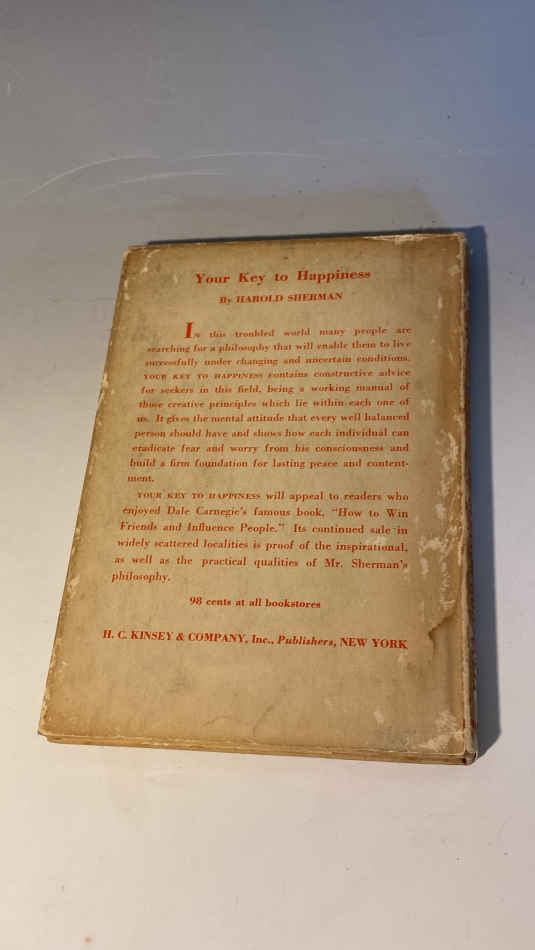 Your Key to Happiness
By HAROLD SHERMAN
In this troubled world many people are
searching for a philosophy that will enable them to live
successfully under changing and uncertain conditions.
YOUR KEY TO HAPPINESS contains constructive advice
for seekers in this field, being a working manual of
those creative principles which lie within each one of
us. It gives the mental attitude that every well balanced
person should have and shows how each individual can
eradicate fear and worry from his consciousness and
build a firm foundation for lasting peace and content-
ment.
YOUR KEY TO HAPPINESS will appeal to readers who
enjoyed Dale Carnegie's famous book, "How to Win
Friends and Influence People." Its continued sale in
widely scattered localities is proof of the inspirational,
as well as the practical qualities of Mr. Sherman's
philosophy.
98 cents at all bookstores
H. C. KINSEY & COMPANY, Inc., Publishers, NEW YORK